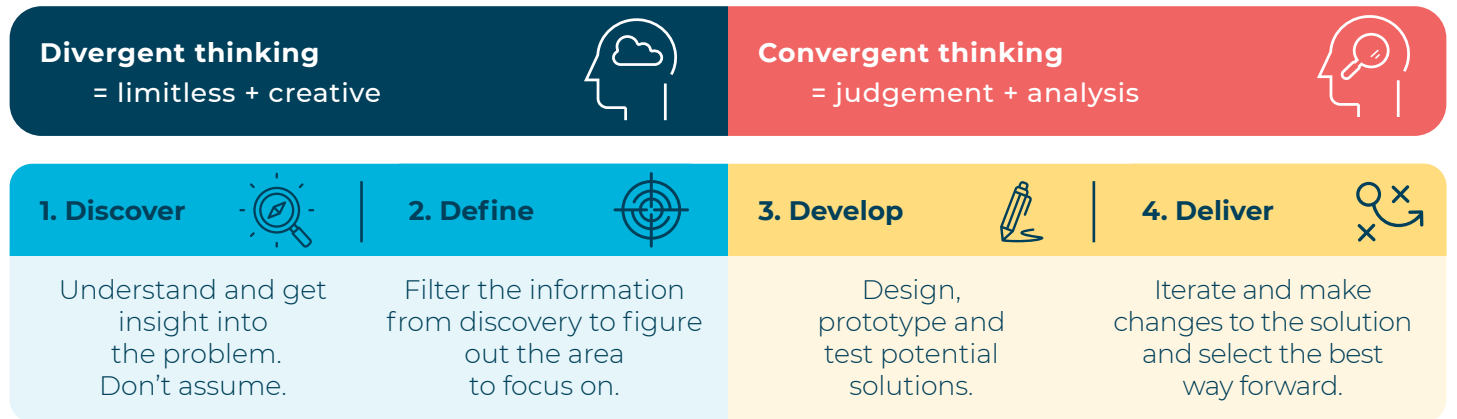 Divergent thinking
= limitless + creative
Convergent thinking
= judgement + analysis
1. Discover
2. Define
3. Develop
4. Deliver
Understand and get
insight into
the problem.
Don’t assume.
Filter the information
from discovery to figure
out the area
to focus on.
Design,
prototype and
test potential
solutions.
Iterate and make
changes to the solution
and select the best
way forward.